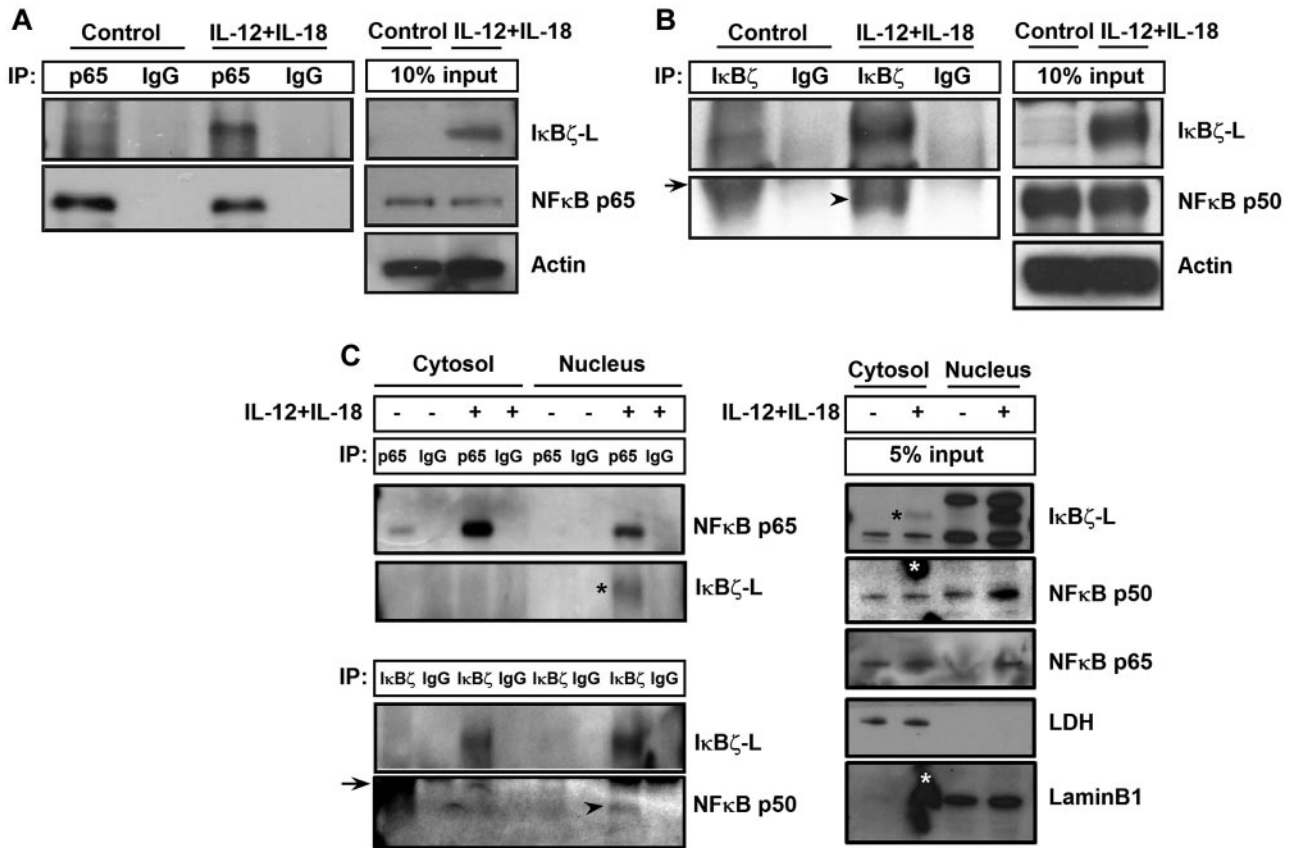 A
Control IL-12+IL-18
Control IL-12+IL-18
IP: p65 IgG p65 IgG
10% input
IκBζ-L
NFκB p65
Actin
B
Control IL-12+IL-18
Control IL-12+IL-18
IP: IκBζ IgG IκBζ IgG
10% input
IκBζ-L
NFκB p50
Actin
C
Cytosol Nucleus
IL-12+IL-18 - - + + - - + +
IP: p65 IgG p65 IgG p65 IgG p65 IgG
NFκB p65
* IκBζ-L
IP: IκBζ IgG IκBζ IgG IκBζ IgG IκBζ IgG
IκBζ-L
NFκB p50
Cytosol Nucleus
IL-12+IL-18 - + - +
5% input
* IκBζ-L
* NFκB p50
NFκB p65
LDH
* LaminB1